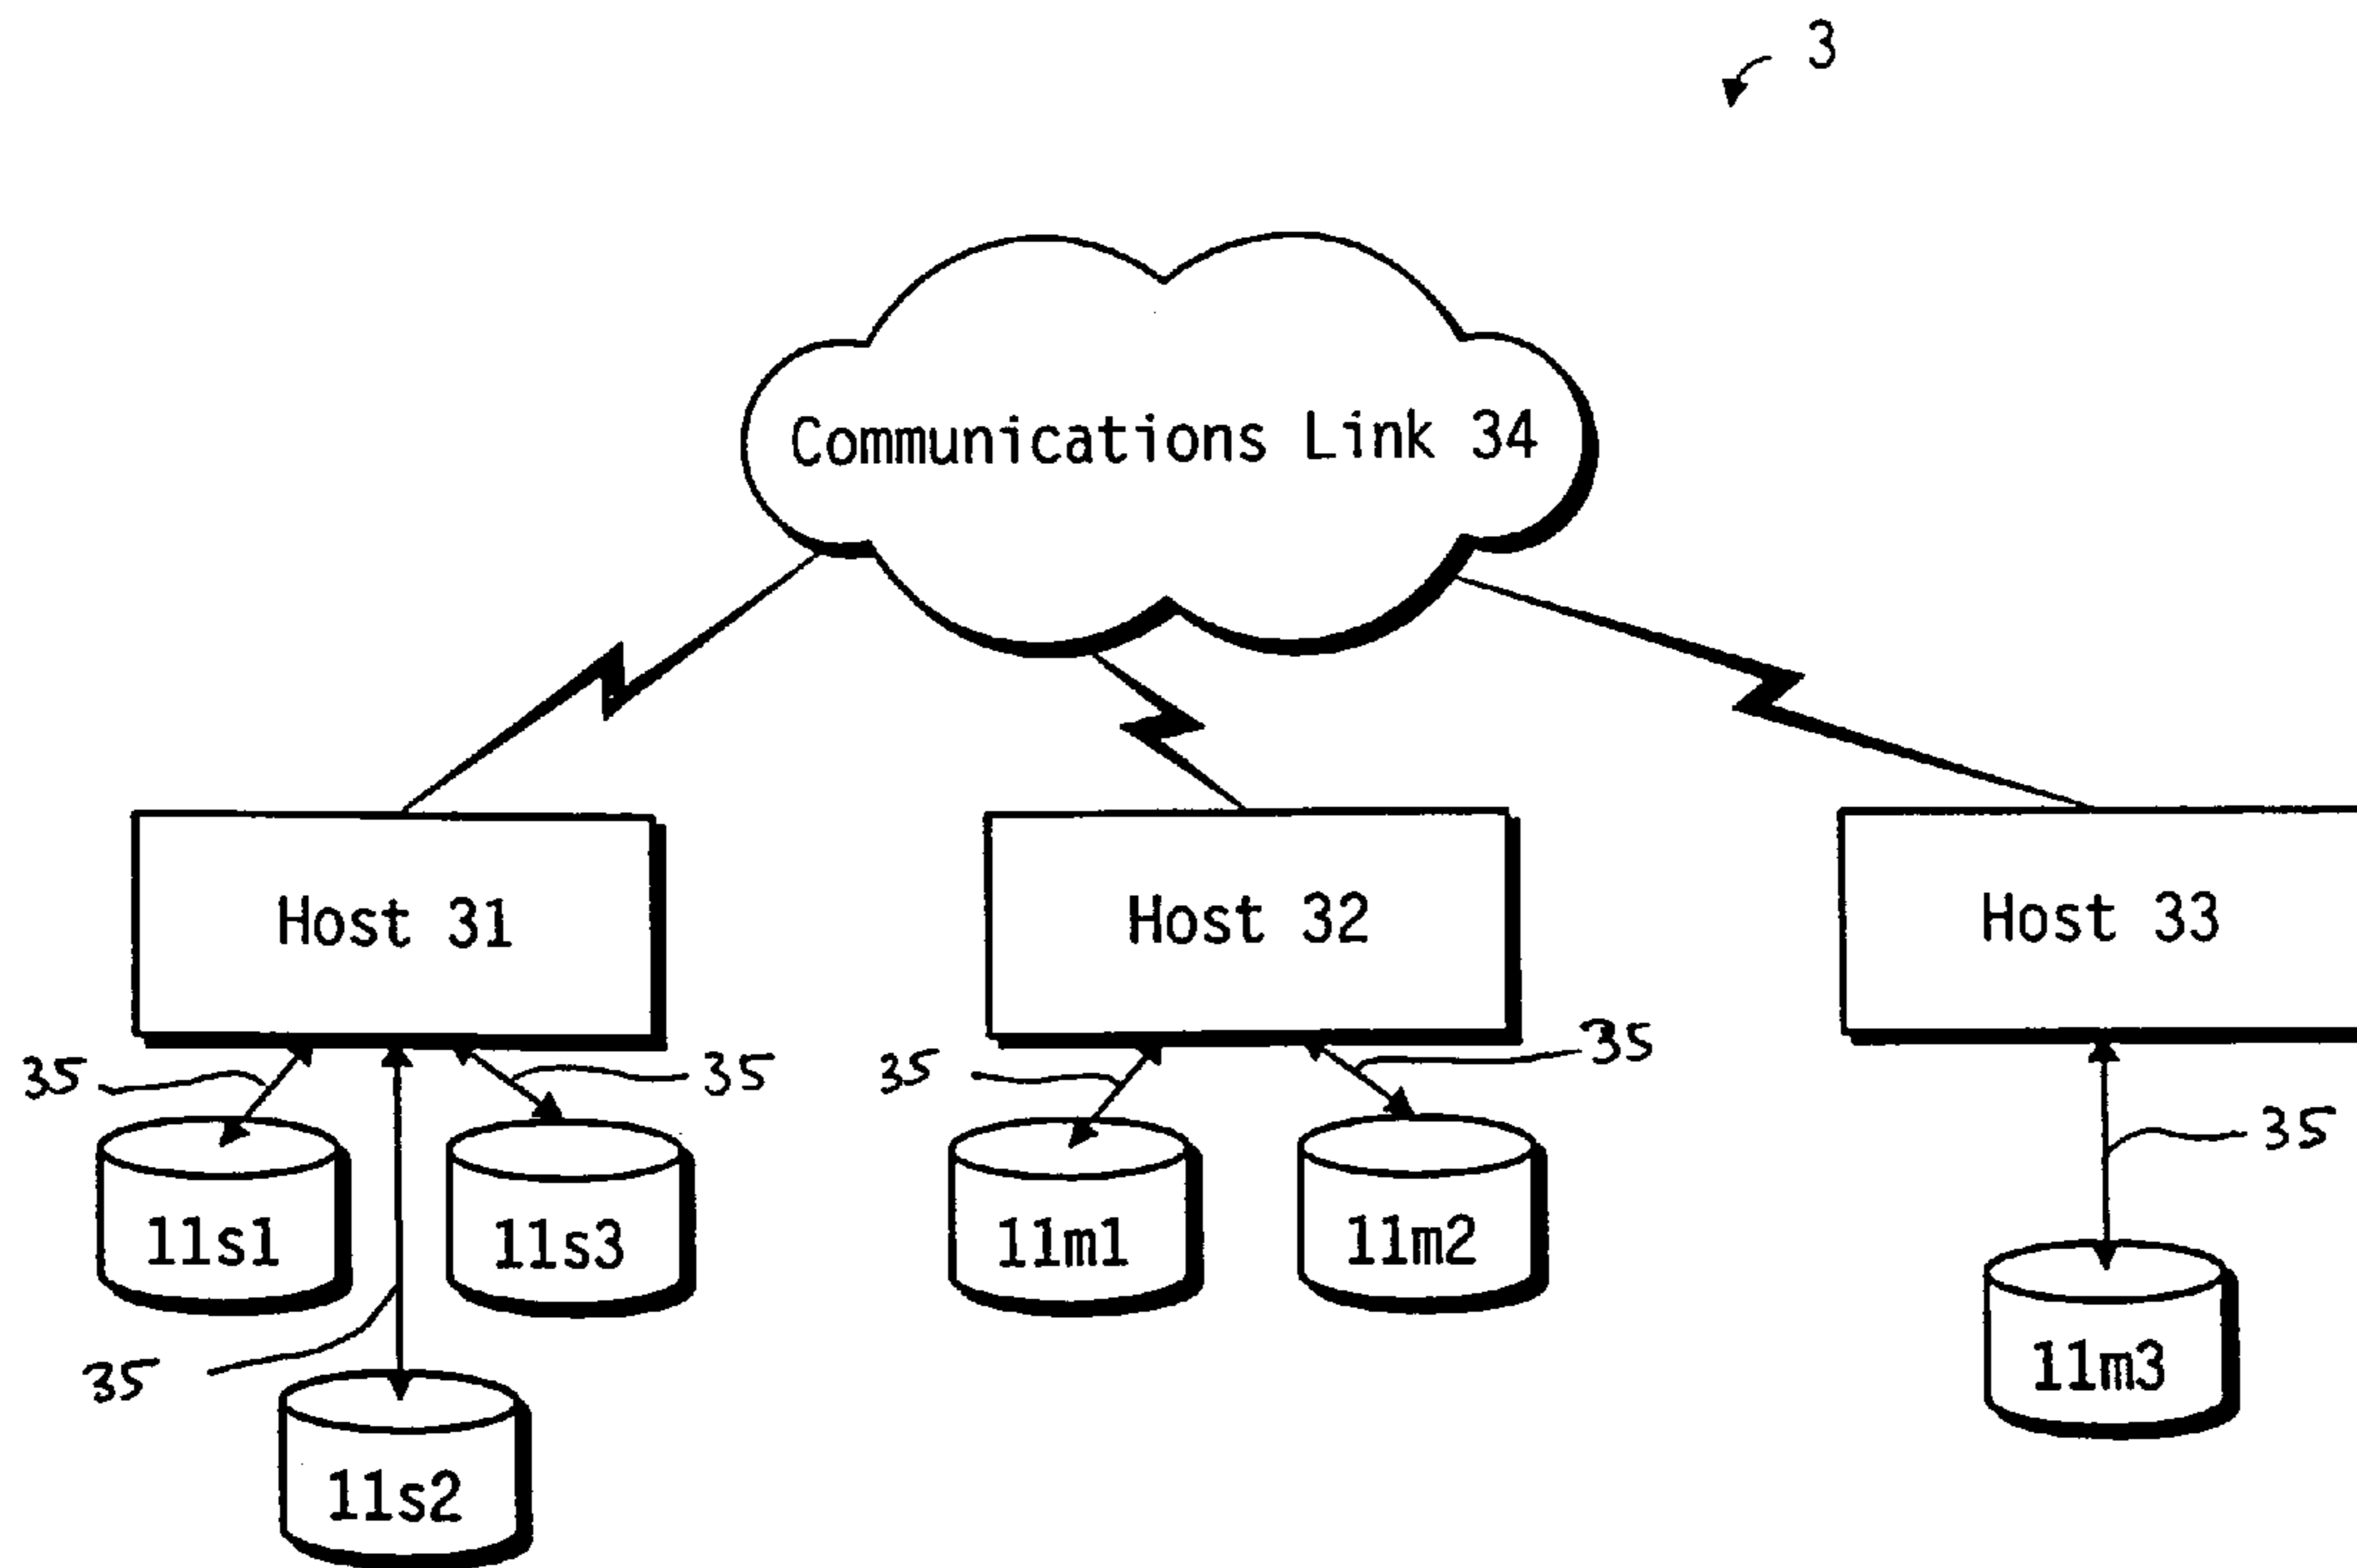 3
Communications Link 34
Host 31
Host 32
Host 33
35
35
35
35
35
11s1
11s3
11m1
11m2
11m3
35
11s2